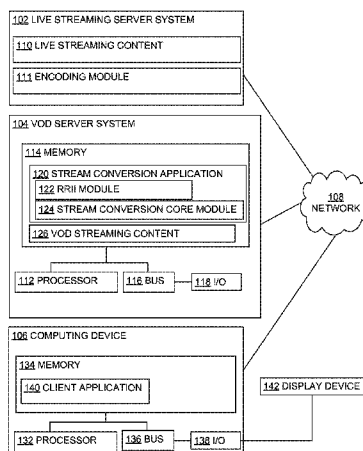 102 LIVE STREAMING SERVER SYSTEM
110 LIVE STREAMING CONTENT
111 ENCODING MODULE
104 VOD SERVER SYSTEM
114 MEMORY
120 STREAM CONVERSION APPLICATION
122 RRII MODULE
124 STREAM CONVERSION CORE MODULE
126 VOD STREAMING CONTENT
112 PROCESSOR
116 BUS
118 I/O
108
NETWORK
106 COMPUTING DEVICE
134 MEMORY
140 CLIENT APPLICATION
142 DISPLAY DEVICE
132 PROCESSOR
136 BUS
138 I/O